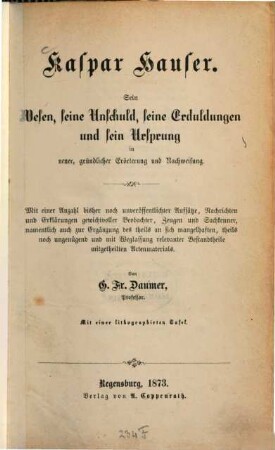 Kaspar Hauser.
Sein
Wesen, seine Unschuld, seine Erduldungen
und sein Ursprung
in
neuer, gründlicher Erörterung und Nachweisung.
Mit einer Anzahl bisher noch unveröffentlichter Aufsätze, Nachrichten
und Erklärungen gewichtvoller Beobachter, Zeugen und Sachkenner,
namentlich auch zur Ergänzung des theils an sich mangelhaften, theils
noch ungenügend und mit Weglassung relevanter Bestandtheile
mitgetheilten Actenmaterials.
Von
G. Fr. Daumer,
Professor.
Mit einer lithographirten Tafel.
Regensburg, 1873.
Verlag von A. Coppenrath.